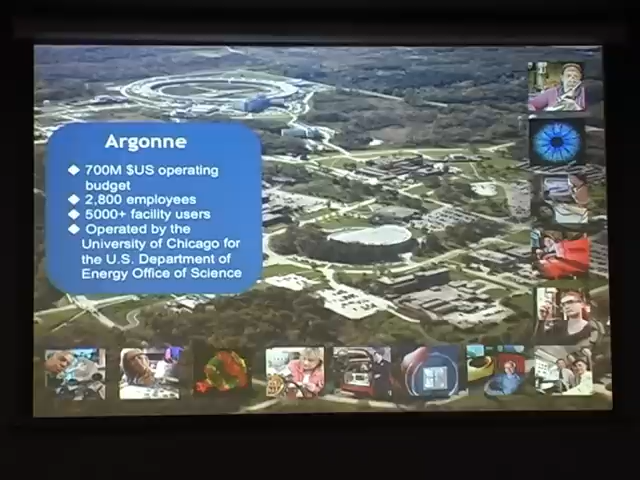 Argonne
◆ 700M $US operating
budget
◆ 2,800 employees
◆ 5000+ facility users
◆ Operated by the
University of Chicago for
the U.S. Department of
Energy Office of Science